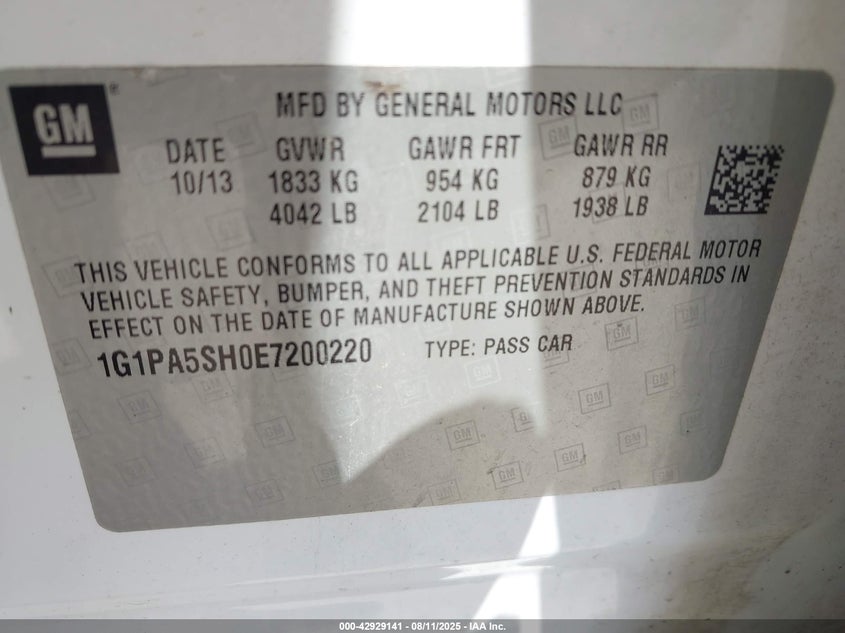 GM ®
MFD BY GENERAL MOTORS LLC
DATE GVWR GAWR FRT GAWR RR
10/13 1833 KG 954 KG 879 KG
4042 LB 2104 LB 1938 LB
THIS VEHICLE CONFORMS TO ALL APPLICABLE U.S. FEDERAL MOTOR
VEHICLE SAFETY, BUMPER, AND THEFT PREVENTION STANDARDS IN
EFFECT ON THE DATE OF MANUFACTURE SHOWN ABOVE.
1G1PA5SH0E7200220 TYPE: PASS CAR
000-42929141 - 08/11/2025 - IAA Inc.